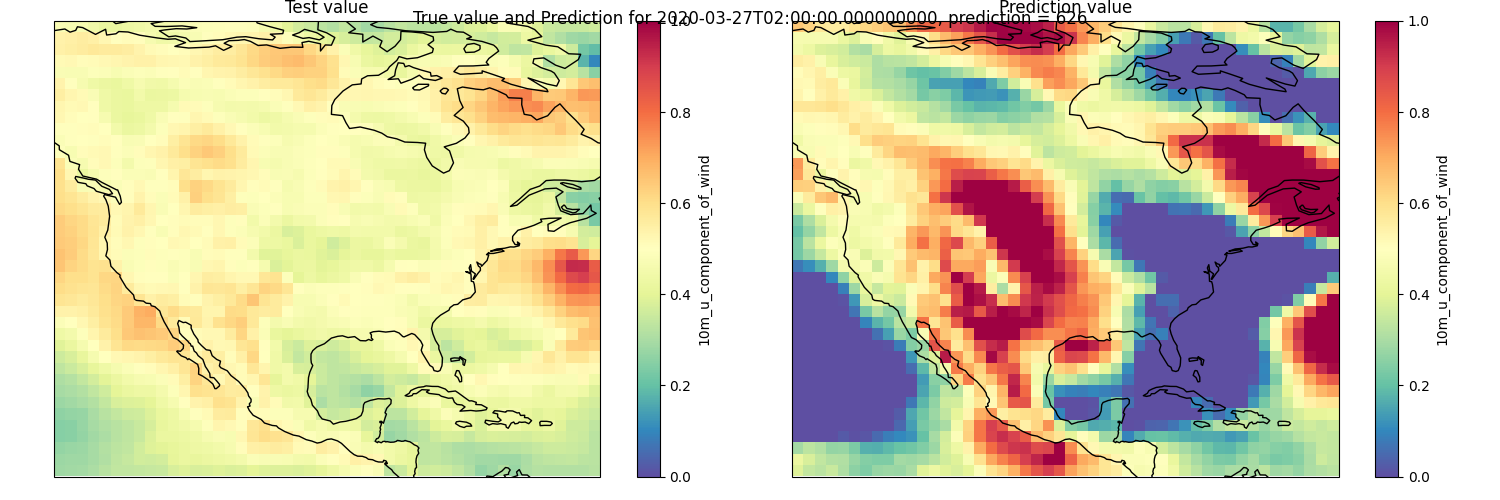 Test value
Prediction value
True value and Prediction for 2020-03-27T02:00:00.000000000, prediction = 626
1.0
0.8
0.6
0.4
0.2
0.0
10m_u_component_of_wind
1.0
0.8
0.6
0.4
0.2
0.0
10m_u_component_of_wind